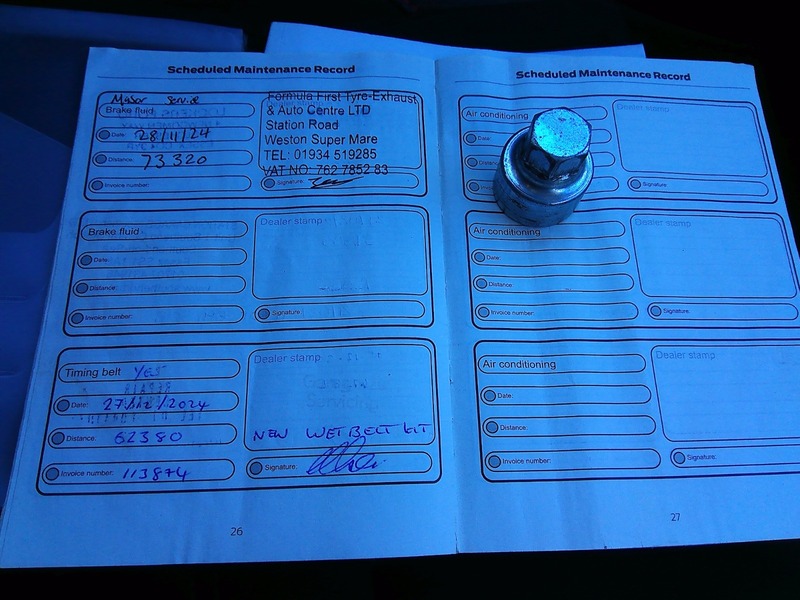 Scheduled Maintenance Record
Major Service
Brake fluid
Date: 28/11/24
Distance: 73320
Invoice number:
Formula First Tyre-Exhaust
& Auto Centre LTD
Station Road
Weston Super Mare
TEL: 01934 519285
VAT NO: 762 7852 83
Signature:
Brake fluid
Date:
Distance:
Invoice number:
Dealer stamp
Signature:
Timing belt YES
Date: 27/12/2024
Distance: 62380
Invoice number: 113874
Dealer stamp
NEW WETBELT KIT
Signature:
26
Scheduled Maintenance Record
Air conditioning
Date:
Distance:
Invoice
Dealer stamp
Signature:
Air conditioning
Date:
Distance:
Invoice number:
Dealer stamp
Signature:
Air conditioning
Date:
Distance:
Invoice number:
Dealer stamp
Signature:
27